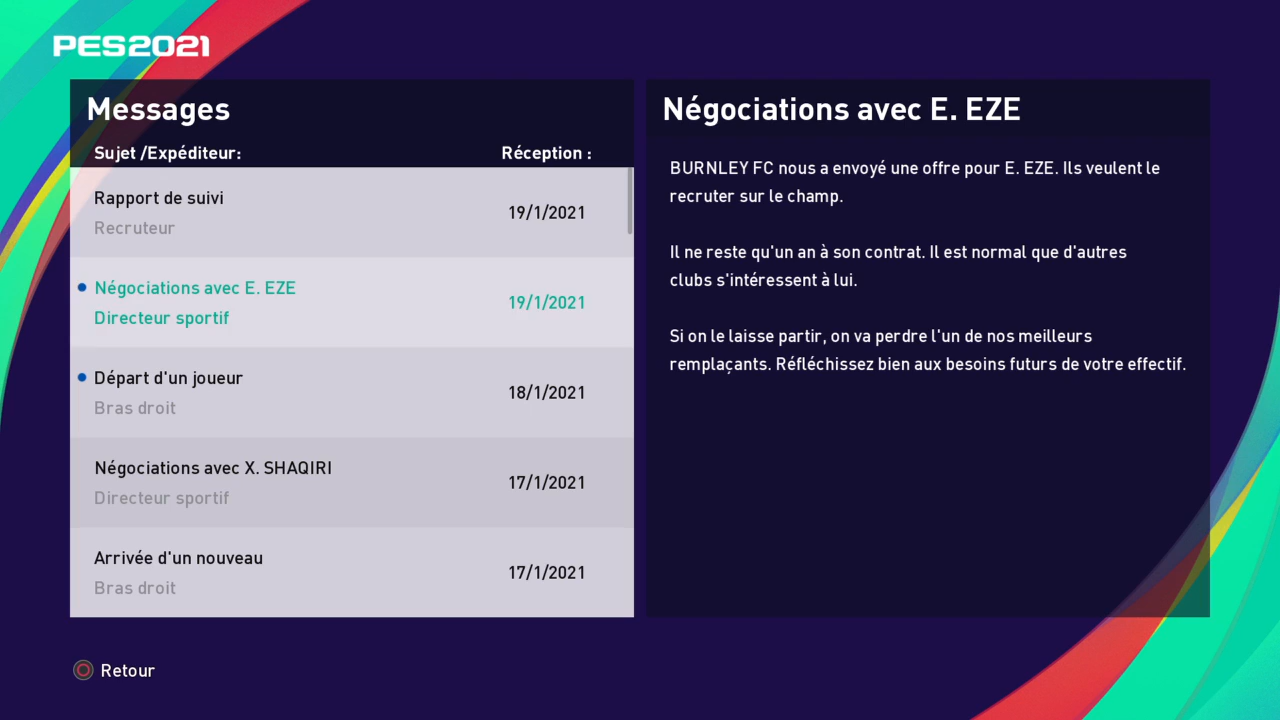 PES2021
Messages
Sujet /Expéditeur:
Réception :
Rapport de suivi
Recruteur
19/1/2021
Négociations avec E. EZE
Directeur sportif
19/1/2021
Départ d'un joueur
Bras droit
18/1/2021
Négociations avec X. SHAQIRI
Directeur sportif
17/1/2021
Arrivée d'un nouveau
Bras droit
17/1/2021
Négociations avec E. EZE
BURNLEY FC nous a envoyé une offre pour E. EZE. Ils veulent le
recruter sur le champ.
Il ne reste qu'un an à son contrat. Il est normal que d'autres
clubs s'intéressent à lui.
Si on le laisse partir, on va perdre l'un de nos meilleurs
remplaçants. Réfléchissez bien aux besoins futurs de votre effectif.
Retour